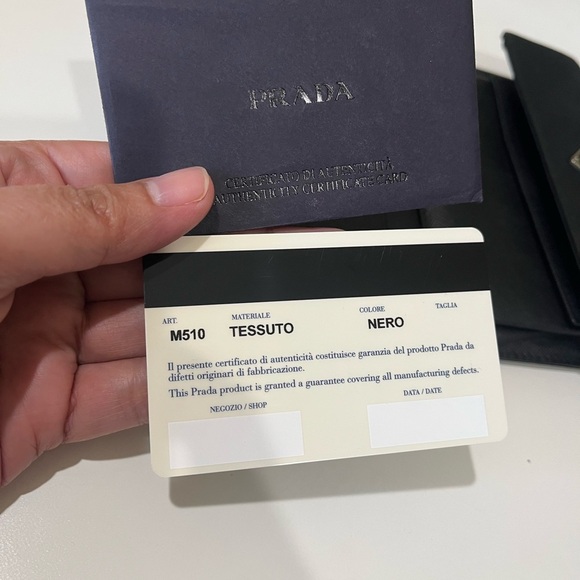 PRADA
CERTIFICATO DI AUTENTICITÀ
AUTHENTICITY CERTIFICATE CARD
ART. MATERIALE COLORE TAGLIA
M510 TESSUTO NERO
Il presente certificato di autenticità costituisce garanzia del prodotto Prada da
difetti originari di fabbricazione.
This Prada product is granted a guarantee covering all manufacturing defects.
NEGOZIO / SHOP DATA / DATE